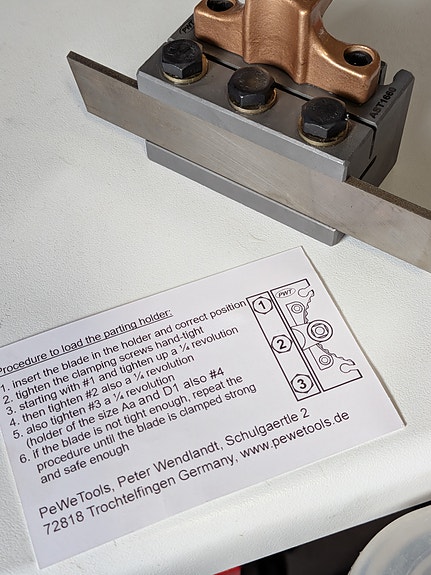 PWT
AST1660
Procedure to load the parting holder:
1. insert the blade in the holder and correct position
2. tighten the clamping screws hand-tight
3. starting with #1 and tighten up a ¼ revolution
4. then tighten #2 also a ¼ revolution
5. also tighten #3 a ¼ revolution
(holder of the size Aa and D1 also #4
6. if the blade is not tight enough, repeat the
procedure until the blade is clamped strong
and safe enough
PWT
1
2
3
PeWeTools, Peter Wendlandt, Schulgaertle 2
72818 Trochtelfingen Germany, www.pewetools.de